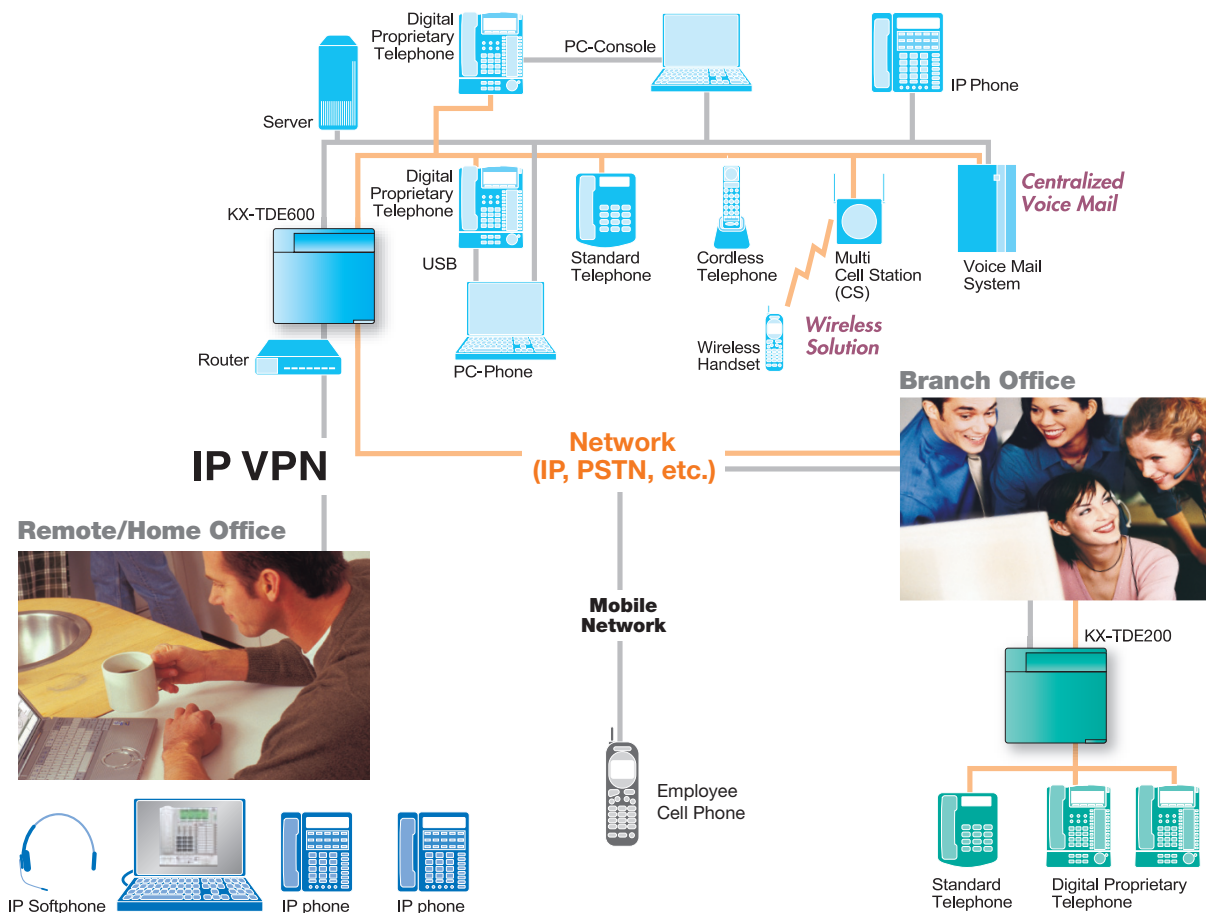 Digital
Proprietary
Telephone
PC-Console
IP Phone
Server
Digital
Proprietary
Telephone
Centralized
Voice Mail
KX-TDE600
USB
Standard
Telephone
Cordless
Telephone
Multi
Cell Station
(CS)
Voice Mail
System
Wireless
Solution
Wireless
Handset
Router
PC-Phone
Branch Office
Network
(IP, PSTN, etc.)
IP VPN
Remote/Home Office
Mobile
Network
KX-TDE200
Employee
Cell Phone
IP Softphone
IP phone
IP phone
Standard
Telephone
Digital Proprietary
Telephone